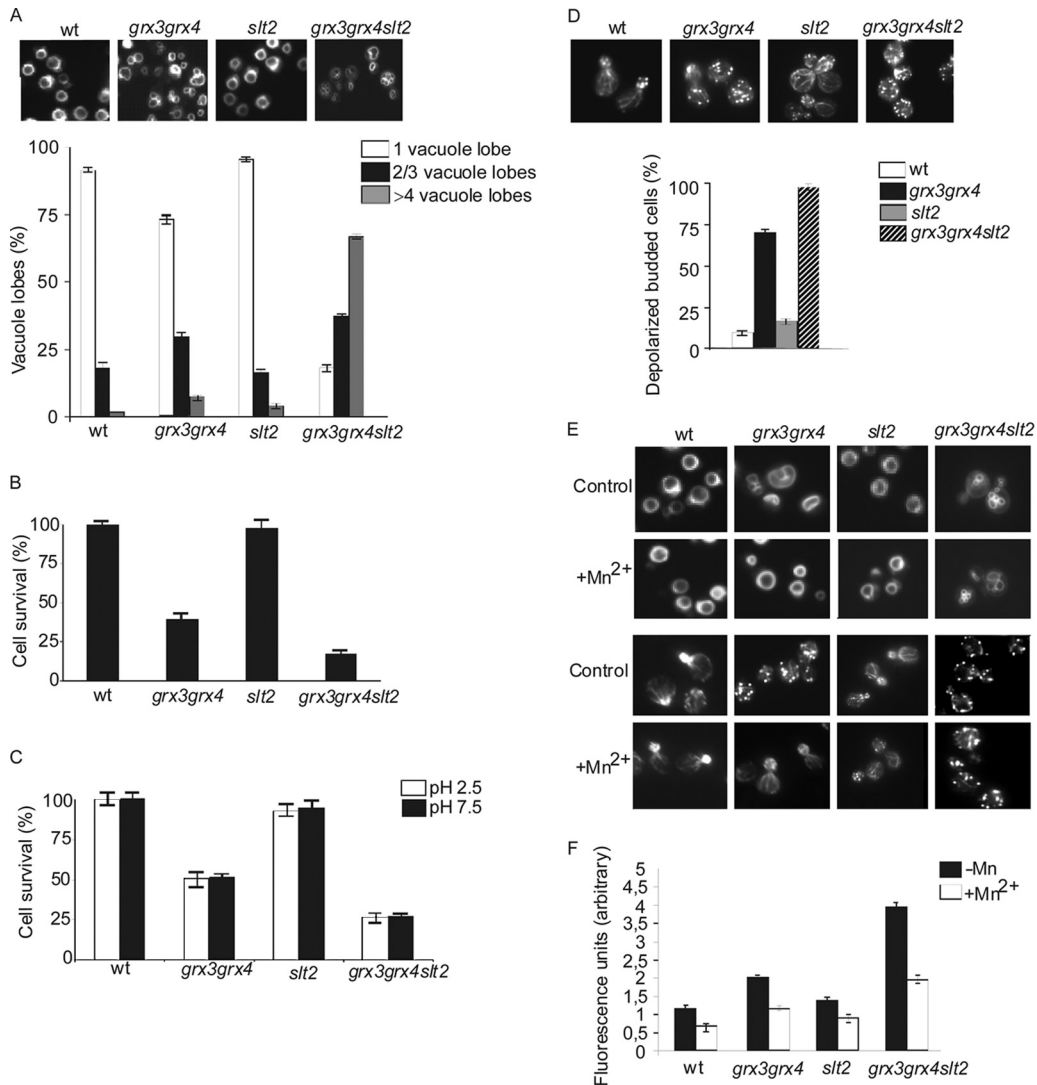 A
wt
grx3grx4
slt2
grx3grx4slt2
100
75
50
25
0
Vacuole lobes (%)
1 vacuole lobe
2/3 vacuole lobes
>4 vacuole lobes
wt
grx3grx4
slt2
grx3grx4slt2
B
100
75
50
25
0
Cell survival (%)
wt
grx3grx4
slt2
grx3grx4slt2
C
100
75
50
25
0
Cell survival (%)
pH 2.5
pH 7.5
wt
grx3grx4
slt2
grx3grx4slt2
D
wt
grx3grx4
slt2
grx3grx4slt2
100
75
50
25
0
Depolarized budded cells (%)
wt
grx3grx4
slt2
grx3grx4slt2
E
wt
grx3grx4
slt2
grx3grx4slt2
Control
+Mn2+
Control
+Mn2+
F
5
4,5
4
3,5
3
2,5
2
1,5
1
0,5
0
Fluorescence units (arbitrary)
-Mn
+Mn2+
wt
grx3grx4
slt2
grx3grx4slt2